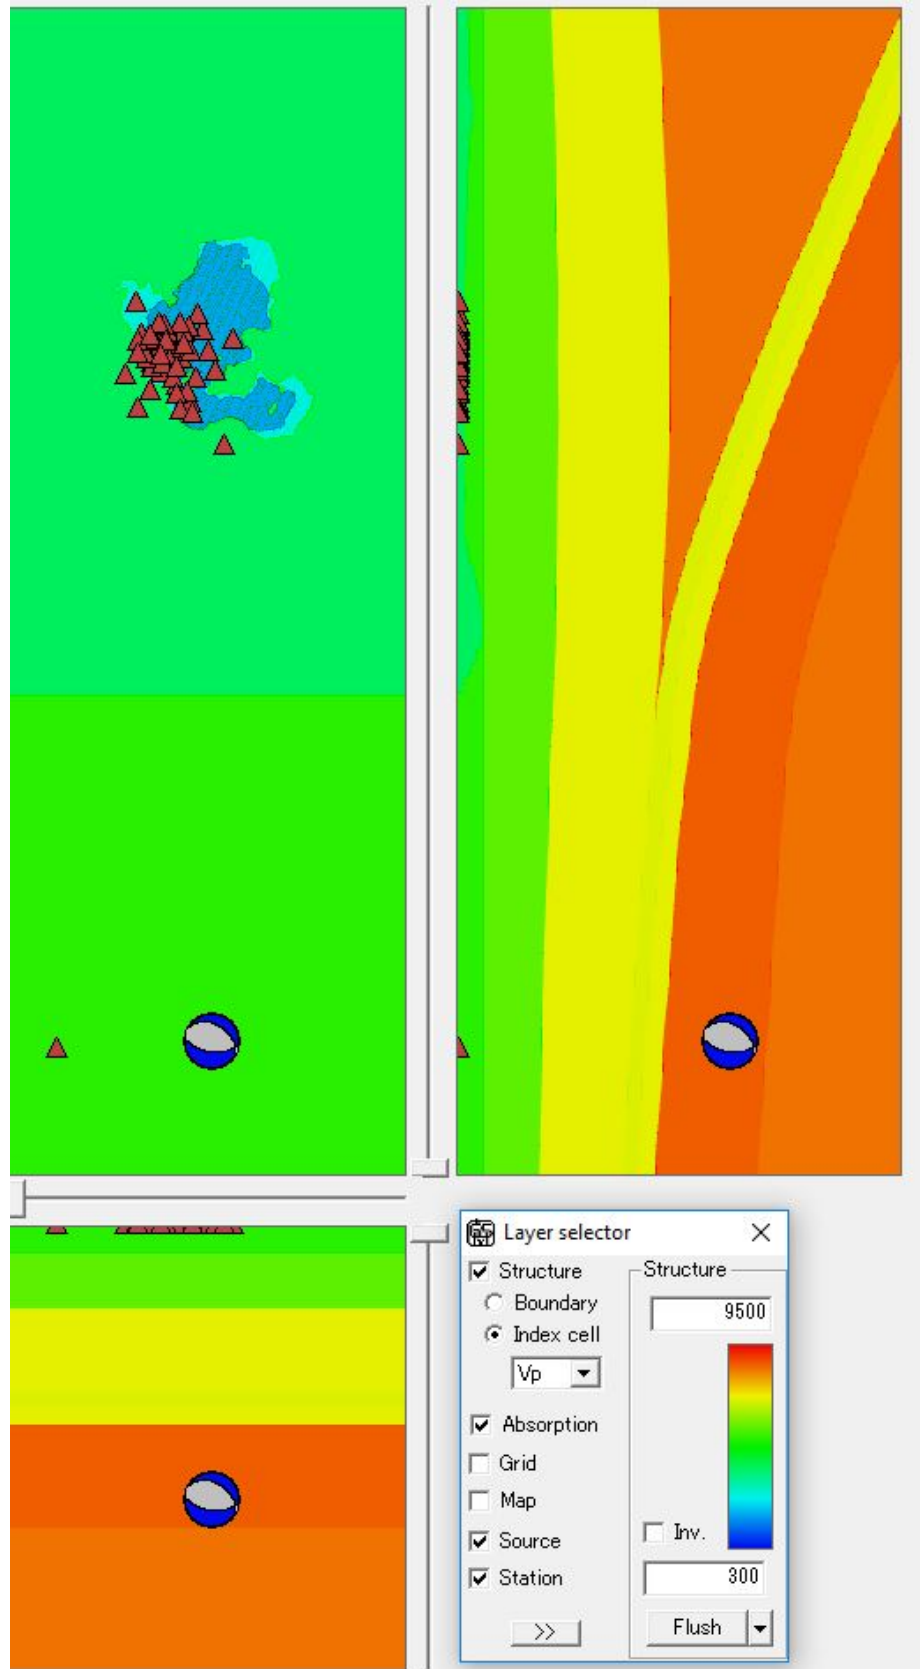 Layer selector
Structure
Boundary
Index cell
Vp
Absorption
Grid
Map
Source
Station
>>
Structure
9500
Inv.
300
Flush